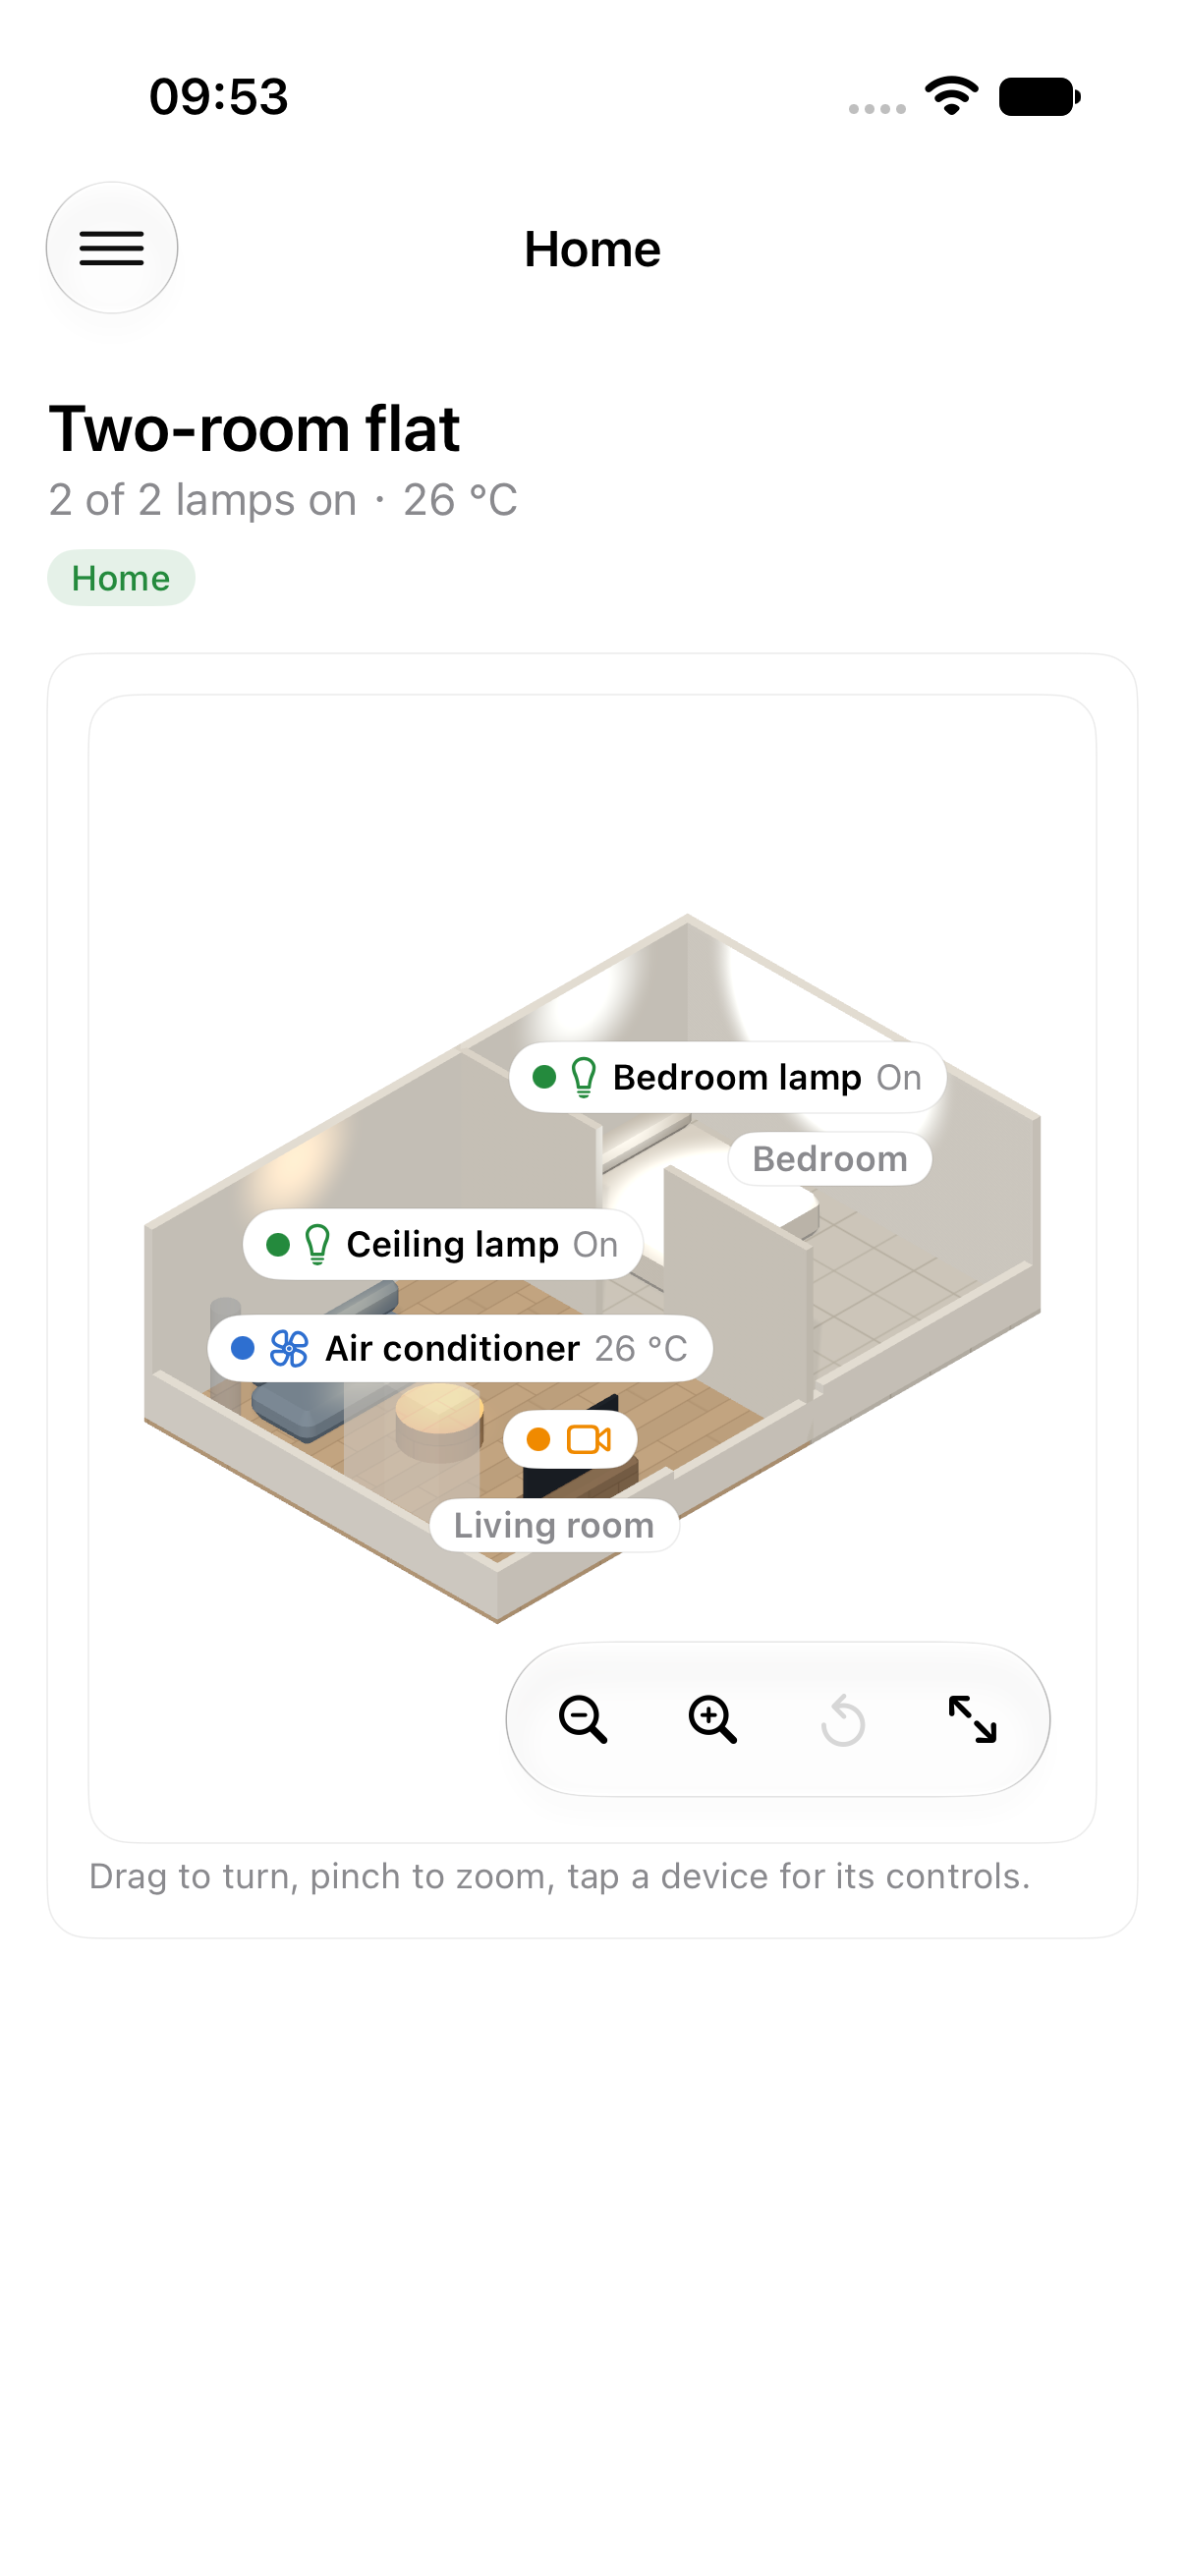 09:53
Home
Two-room flat
2 of 2 lamps on · 26 °C
Home
Bedroom lamp On
Bedroom
Ceiling lamp On
Air conditioner 26 °C
Living room
Drag to turn, pinch to zoom, tap a device for its controls.